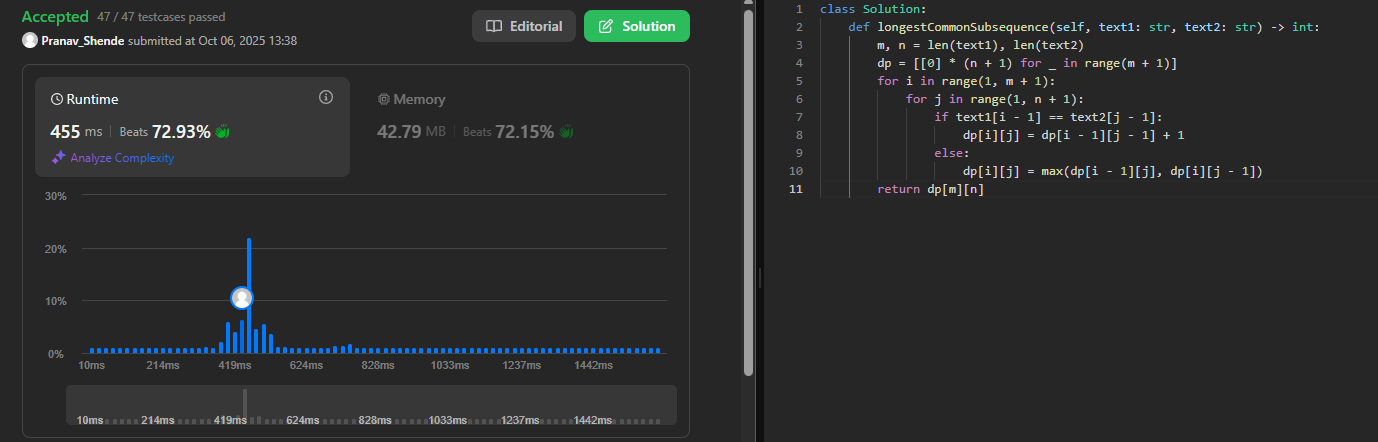 Accepted 47 / 47 testcases passed
Pranav_Shende submitted at Oct 06, 2025 13:38
Editorial
Solution
Runtime
455 ms | Beats 72.93%
Analyze Complexity
Memory
42.79 MB | Beats 72.15%
30%
20%
10%
0%
10ms 214ms 419ms 624ms 828ms 1033ms 1237ms 1442ms
10ms 214ms 419ms 624ms 828ms 1033ms 1237ms 1442ms
1 class Solution:
2     def longestCommonSubsequence(self, text1: str, text2: str) -> int:
3         m, n = len(text1), len(text2)
4         dp = [[0] * (n + 1) for _ in range(m + 1)]
5         for i in range(1, m + 1):
6             for j in range(1, n + 1):
7                 if text1[i - 1] == text2[j - 1]:
8                     dp[i][j] = dp[i - 1][j - 1] + 1
9                 else:
10                     dp[i][j] = max(dp[i - 1][j], dp[i][j - 1])
11         return dp[m][n]